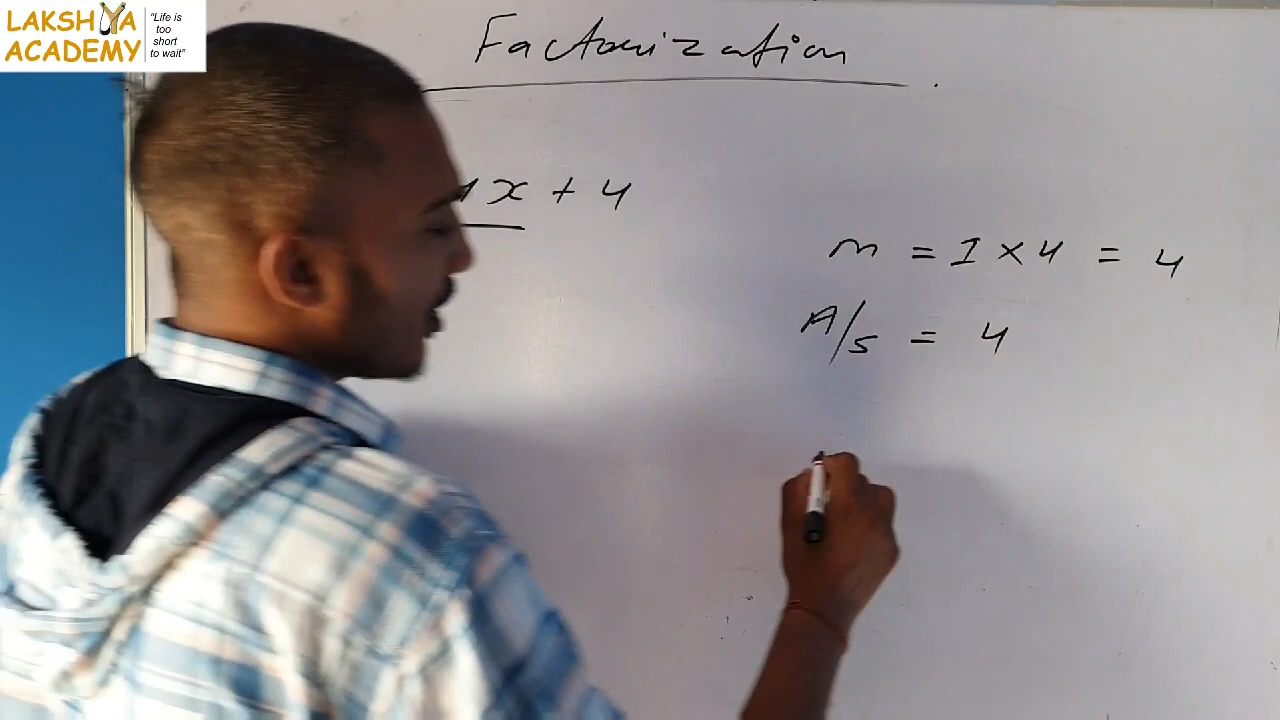 LAKSHYA
ACADEMY
"Life is
too
short
to wait"
Factorization
x + 4
m = 1 × 4 = 4
A/s = 4